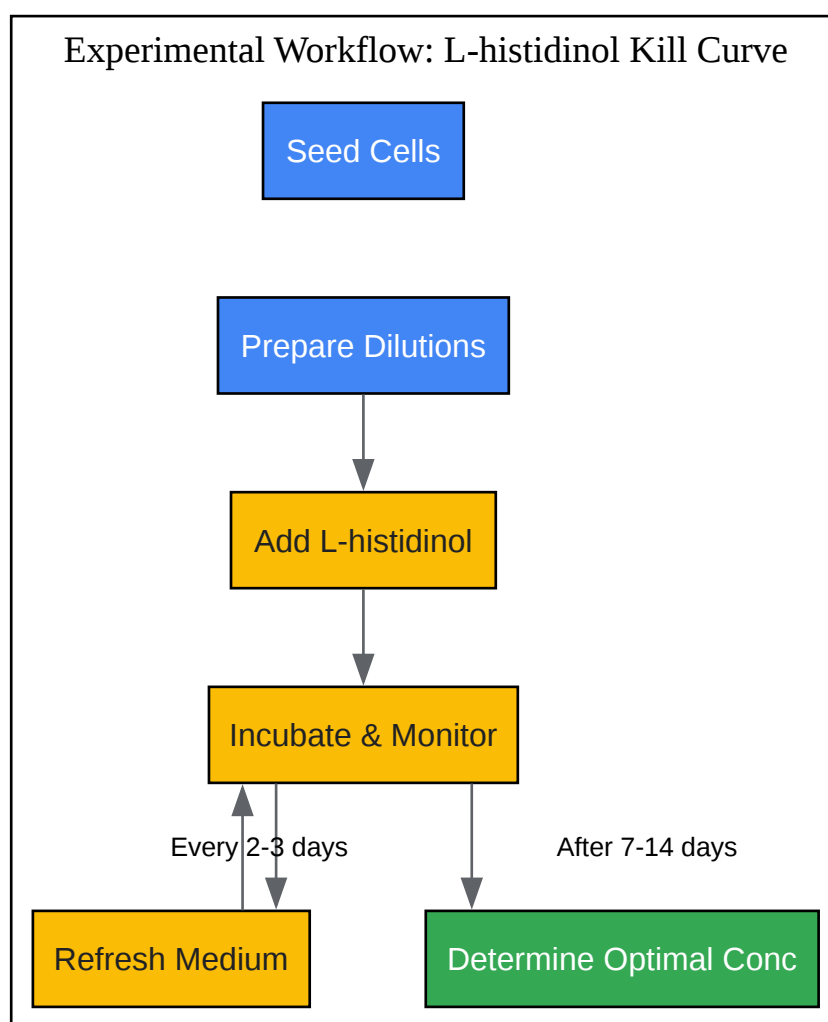 Experimental Workflow: L-histidinol Kill Curve
Seed Cells
Prepare Dilutions
Add L-histidinol
Incubate & Monitor
Every 2-3 days
After 7-14 days
Refresh Medium
Determine Optimal Conc